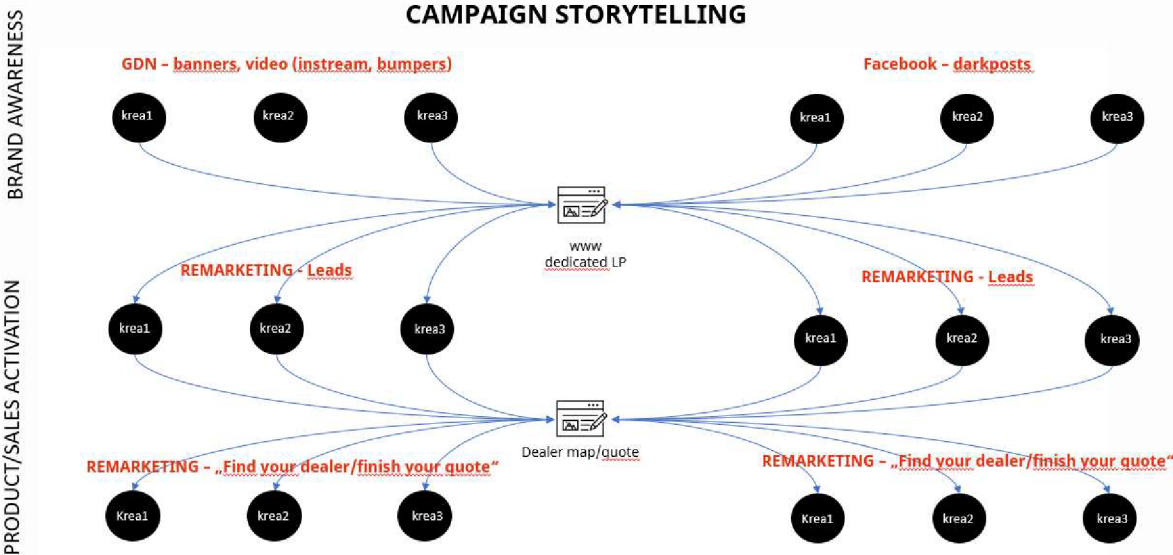 CAMPAIGN STORYTELLING
BRAND AWARENESS
GDN – banners, video (instream, bumpers)
Facebook – darkposts
krea1
krea2
krea3
krea1
krea2
krea3
www
dedicated LP
PRODUCT/SALES ACTIVATION
REMARKETING - Leads
REMARKETING - Leads
krea1
krea2
krea3
krea1
krea2
krea3
Dealer map/quote
REMARKETING – „Find your dealer/finish your quote“
REMARKETING – „Find your dealer/finish your quote“
Krea1
krea2
krea3
Krea1
krea2
krea3